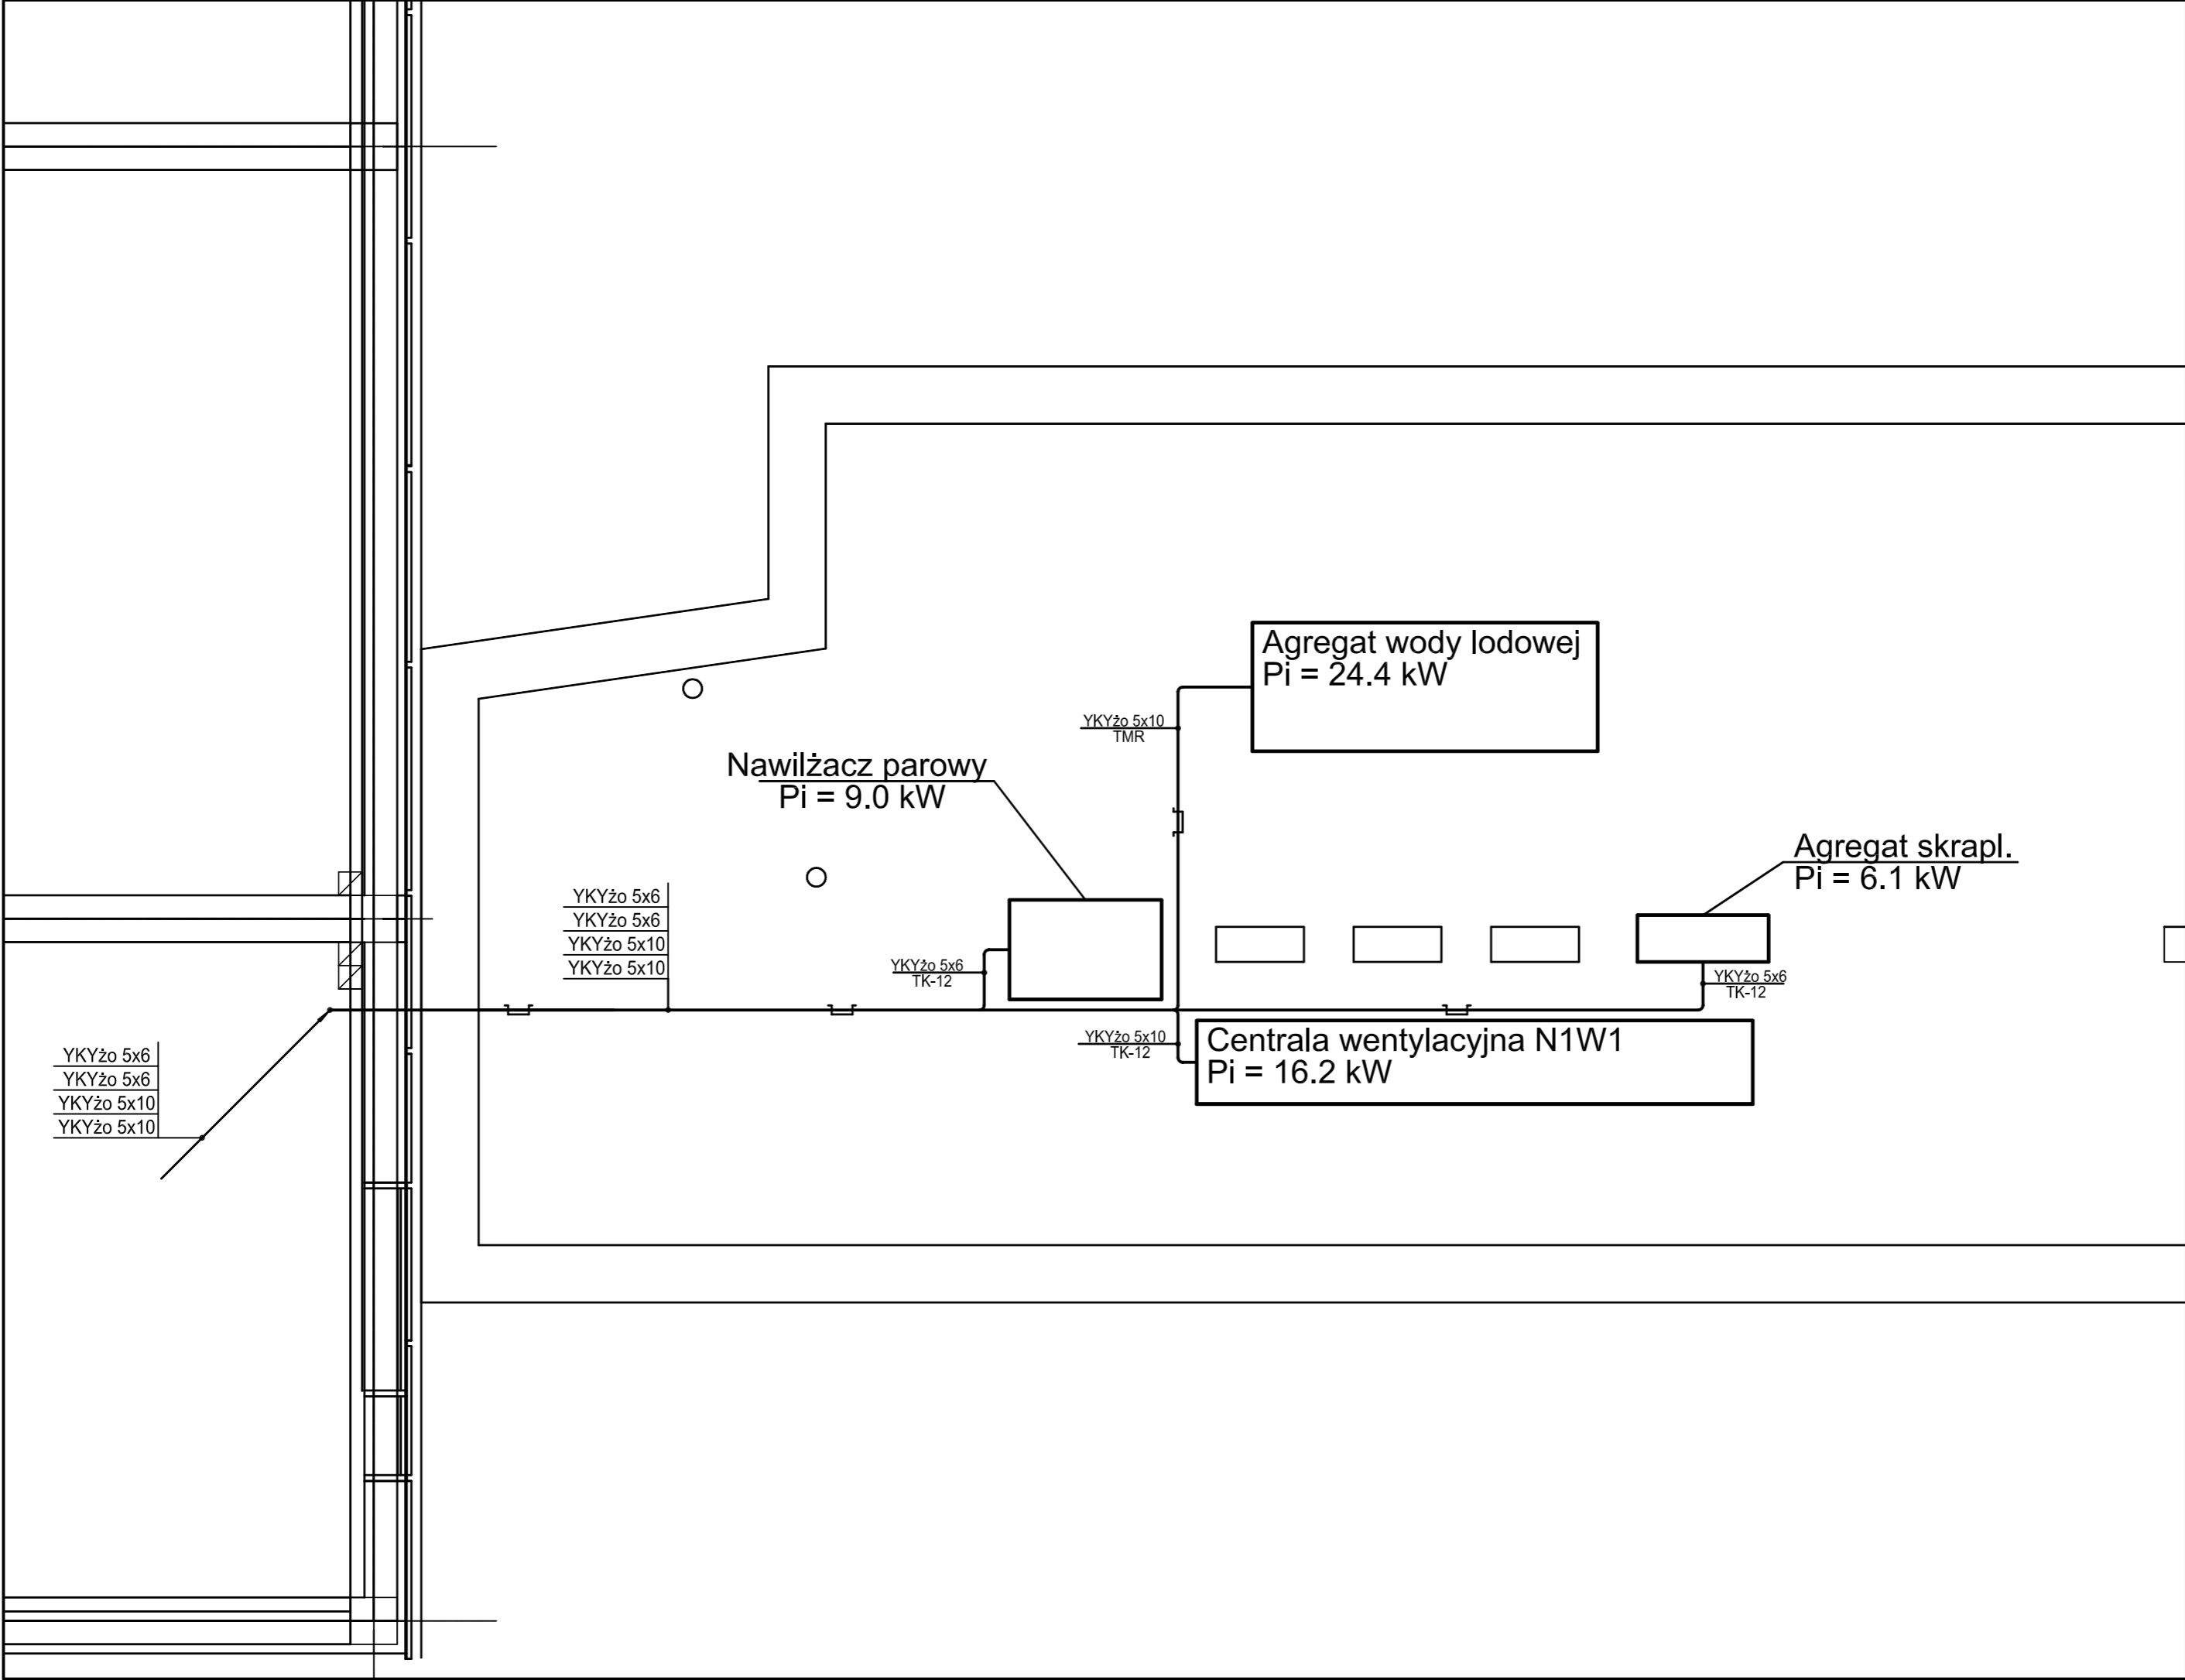 Agregat wody lodowej
Pi = 24.4 kW
YKYżo 5x10
TMR
Nawilżacz parowy
Pi = 9.0 kW
Agregat skrapl.
Pi = 6.1 kW
YKYżo 5x6
YKYżo 5x6
YKYżo 5x10
YKYżo 5x10
YKYżo 5x6
TK-12
YKYżo 5x6
TK-12
YKYżo 5x10
TK-12
Centrala wentylacyjna N1W1
Pi = 16.2 kW
YKYżo 5x6
YKYżo 5x6
YKYżo 5x10
YKYżo 5x10